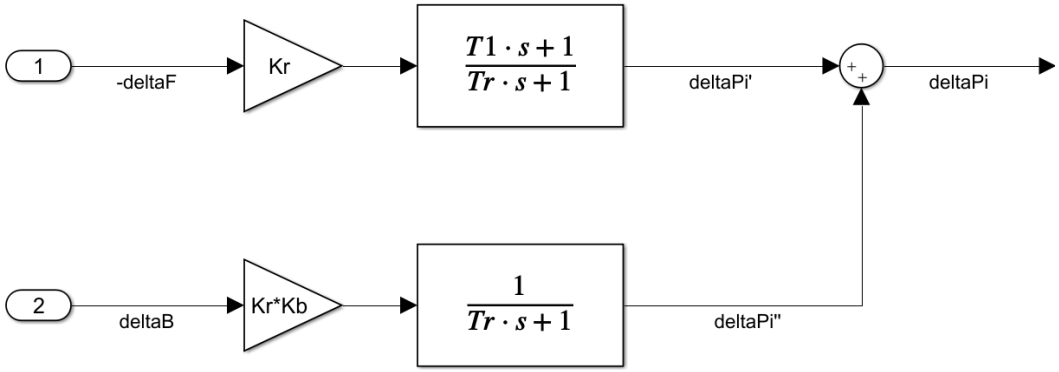 1
-deltaF
Kr
T1 · s + 1
Tr · s + 1
deltaPi'
+
+
deltaPi
2
deltaB
Kr*Kb
1
Tr · s + 1
deltaPi"